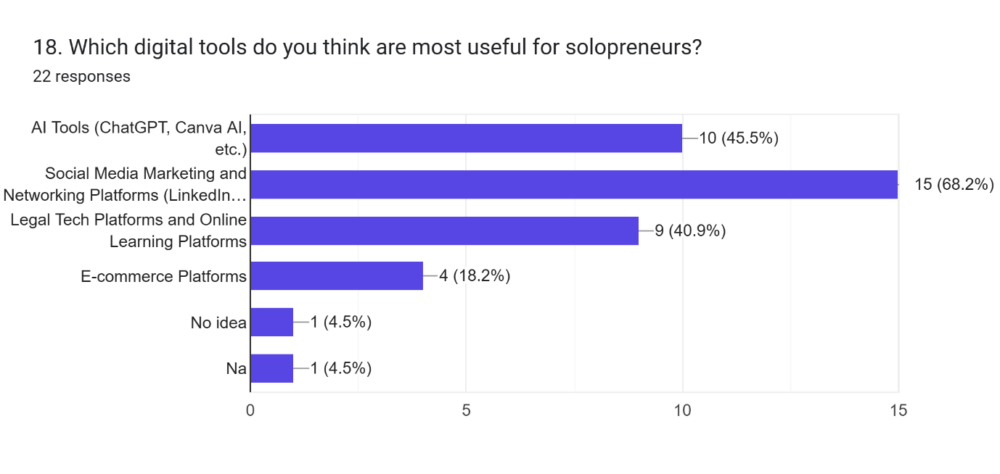 18. Which digital tools do you think are most useful for solopreneurs?
22 responses
AI Tools (ChatGPT, Canva AI,
etc.)
10 (45.5%)
Social Media Marketing and
Networking Platforms (LinkedIn…
15 (68.2%)
Legal Tech Platforms and Online
Learning Platforms
9 (40.9%)
E-commerce Platforms
4 (18.2%)
No idea
1 (4.5%)
Na
1 (4.5%)
0
5
10
15